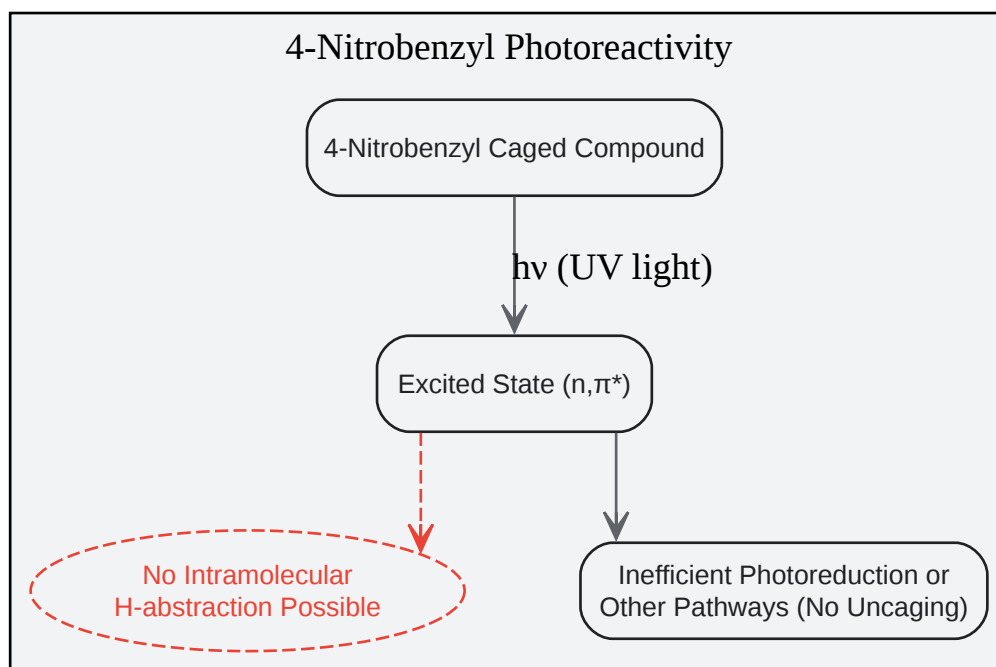 4-Nitrobenzyl Photoreactivity
4-Nitrobenzyl Caged Compound
hν (UV light)
Excited State (n,π*)
No Intramolecular
H-abstraction Possible
Inefficient Photoreduction or
Other Pathways (No Uncaging)